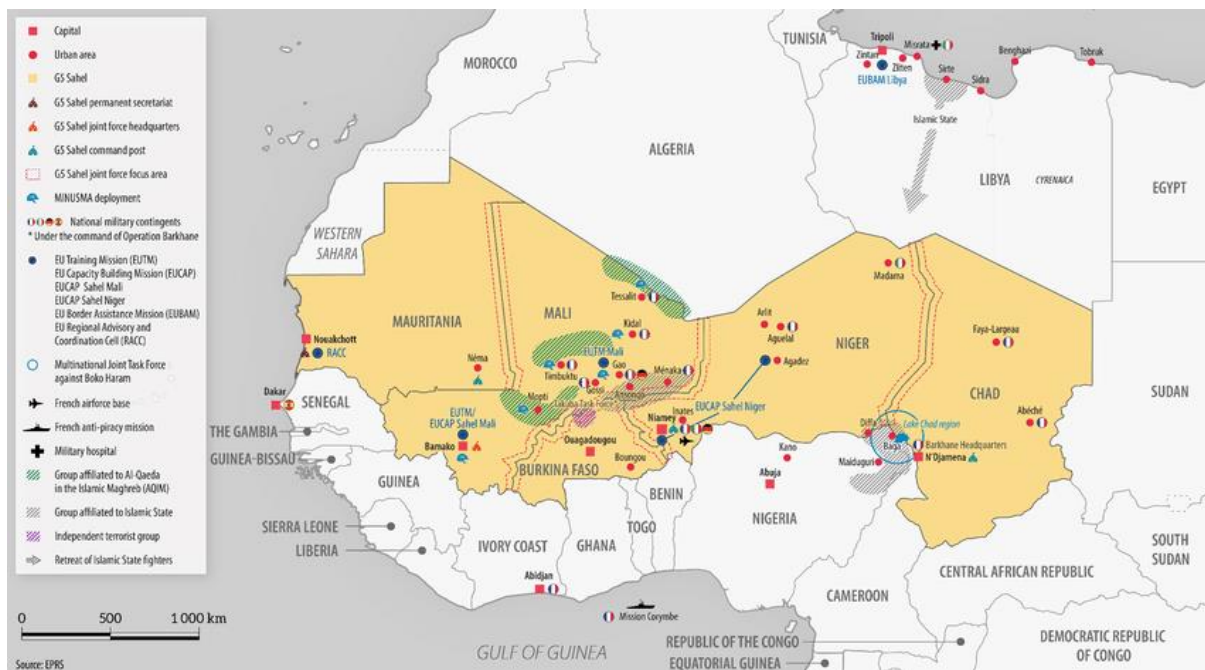 Capital
Urban area
G5 Sahel
G5 Sahel permanent secretariat
G5 Sahel joint force headquarters
G5 Sahel command post
G5 Sahel joint force focus area
MINUSMA deployment
National military contingents
* Under the command of Operation Barkhane
EU Training Mission (EUTM)
EU Capacity Building Mission (EUCAP)
EUCAP Sahel Mali
EUCAP Sahel Niger
EU Border Assistance Mission (EUBAM)
EU Regional Advisory and
Coordination Cell (RACC)
Multinational Joint Task Force
against Boko Haram
French airforce base
French anti-piracy mission
Military hospital
Group affiliated to Al-Qaeda
in the Islamic Maghreb (AQIM)
Group affiliated to Islamic State
Independent terrorist group
Retreat of Islamic State fighters
0 500 1 000 km
Source: EPRS
MOROCCO
TUNISIA
Tripoli
Misrata
Zintan
Zliten
EUBAM Libya
Sirte
Sidra
Benghazi
Tobruk
Islamic State
ALGERIA
LIBYA
CYRENAICA
EGYPT
WESTERN
SAHARA
MAURITANIA
Nouakchott
RACC
Néma
MALI
Tessalit
Kidal
Timbuktu
EUTM Mali
Gao
Gossi
Ansongo
Ménaka
Mopti
Takuba Task Force
EUTM/
EUCAP Sahel Mali
Bamako
Ouagadougou
BURKINA FASO
Boungou
Niamey
Inates
EUCAP Sahel Niger
Arlit
Aguelal
Agadez
Madama
NIGER
Faya-Largeau
CHAD
Abéché
Diffa
Baga
Lake Chad region
Barkhane Headquarters
N'Djamena
Maiduguri
Kano
Abuja
NIGERIA
SUDAN
SOUTH
SUDAN
Dakar
SENEGAL
THE GAMBIA
GUINEA-BISSAU
GUINEA
SIERRA LEONE
LIBERIA
IVORY COAST
GHANA
TOGO
BENIN
Abidjan
Mission Corymbe
GULF OF GUINEA
CAMEROON
CENTRAL AFRICAN REPUBLIC
REPUBLIC OF THE CONGO
EQUATORIAL GUINEA
DEMOCRATIC REPUBLIC
OF CONGO